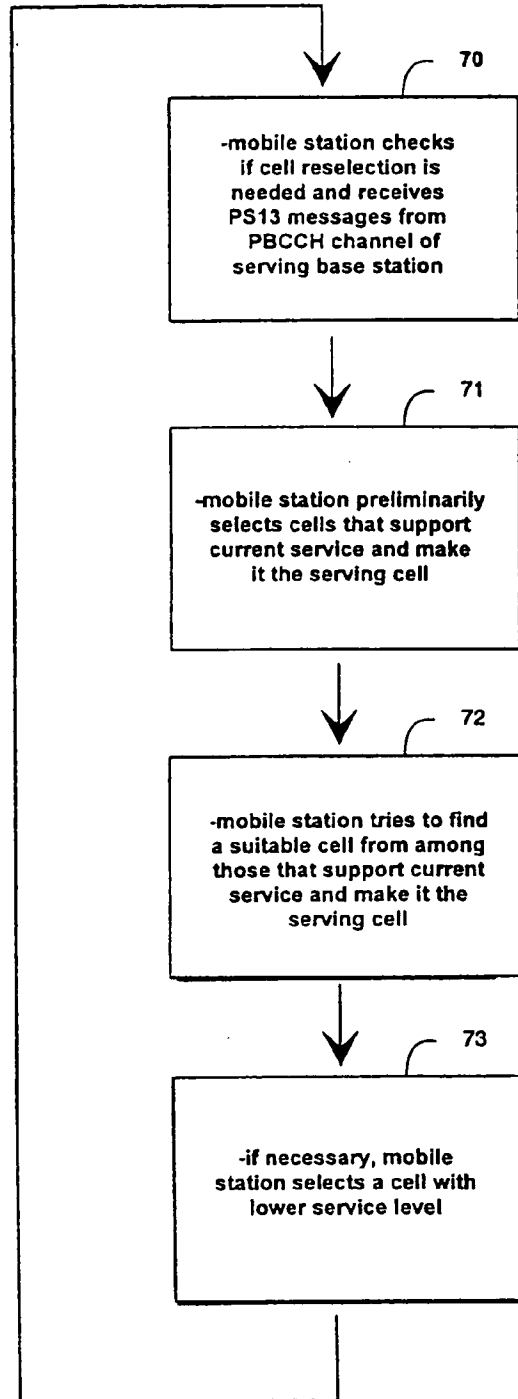 70
-mobile station checks
if cell reselection is
needed and receives
PS13 messages from
PBCCH channel of
serving base station
71
-mobile station preliminarily
selects cells that support
current service and make
it the serving cell
72
-mobile station tries to find
a suitable cell from among
those that support current
service and make it the
serving cell
73
-if necessary, mobile
station selects a cell with
lower service level